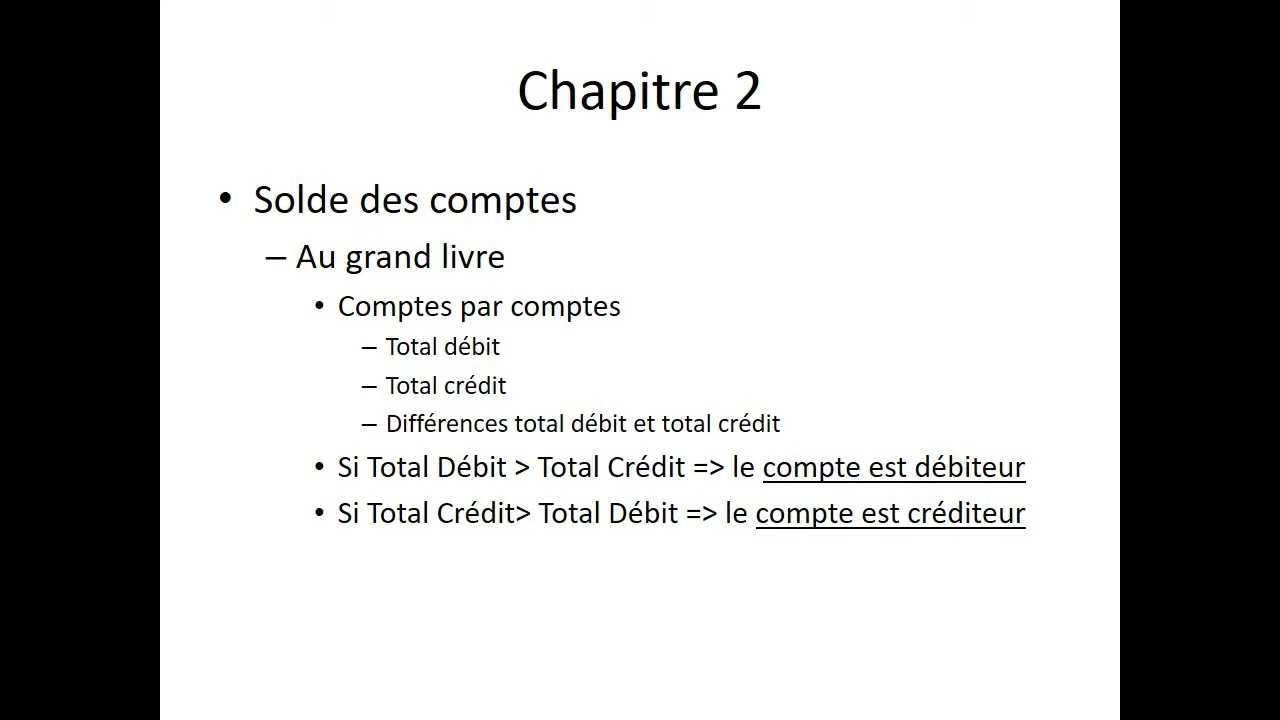 Chapitre 2
• Solde des comptes
– Au grand livre
• Comptes par comptes
– Total débit
– Total crédit
– Différences total débit et total crédit
• Si Total Débit > Total Crédit => le compte est débiteur
• Si Total Crédit> Total Débit => le compte est créditeur